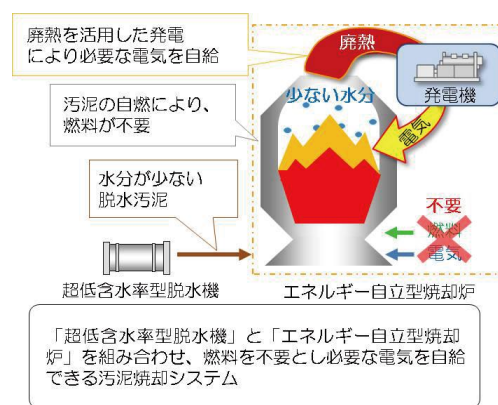 廃熱を活用した発電
により必要な電気を自給
廃熱
発電機
汚泥の自燃により、
燃料が不要
少ない水分
電気
水分が少ない
脱水汚泥
不要
燃料
電気
超低含水率型脱水機
エネルギー自立型焼却炉
「超低含水率型脱水機」と「エネルギー自立型焼却
炉」を組み合わせ、燃料を不要とし必要な電気を自給
できる汚泥焼却システム